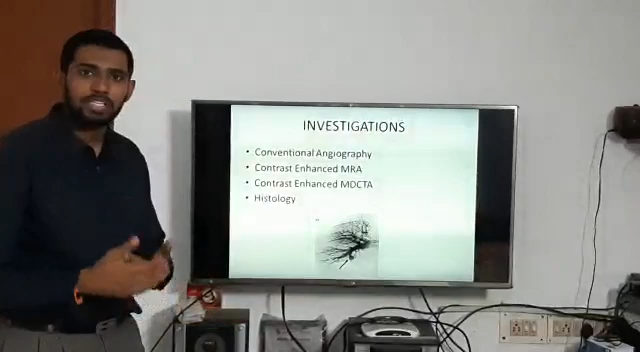 INVESTIGATIONS
• Conventional Angiography
• Contrast Enhanced MRA
• Contrast Enhanced MDCTA
• Histology